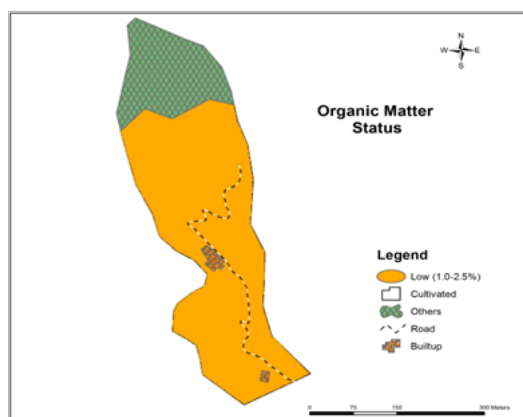 N
W E
S
Organic Matter
Status
Legend
Low (1.0-2.5%)
Cultivated
Others
Road
Builtup
0 75 150 300 Meters